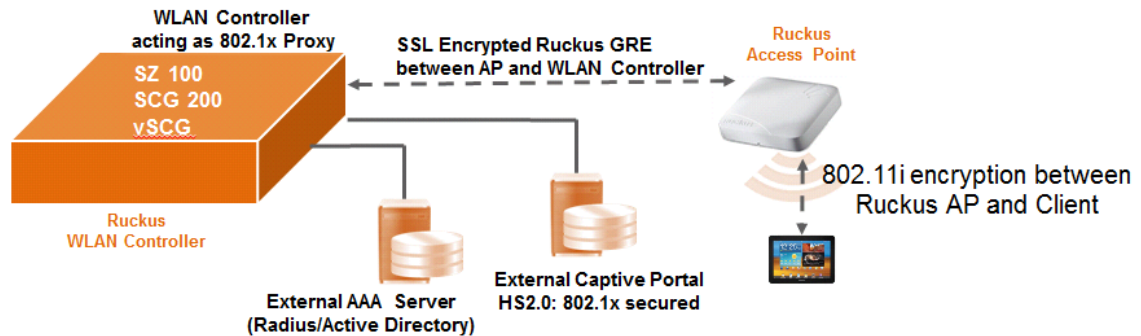 WLAN Controller
acting as 802.1x Proxy
SZ 100
SCG 200
vSCG
SSL Encrypted Ruckus GRE
between AP and WLAN Controller
Ruckus
Access Point
802.11i encryption between
Ruckus AP and Client
Ruckus
WLAN Controller
External AAA Server
(Radius/Active Directory)
External Captive Portal
HS2.0: 802.1x secured